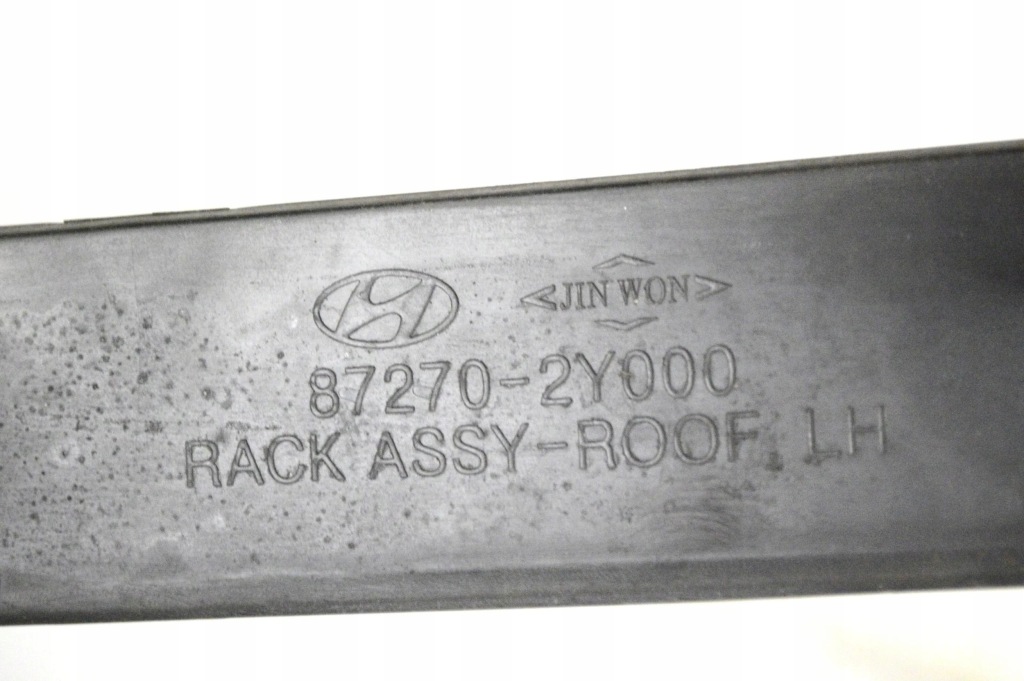 JIN WON
87270-2Y000
RACK ASSY-ROOF, LH